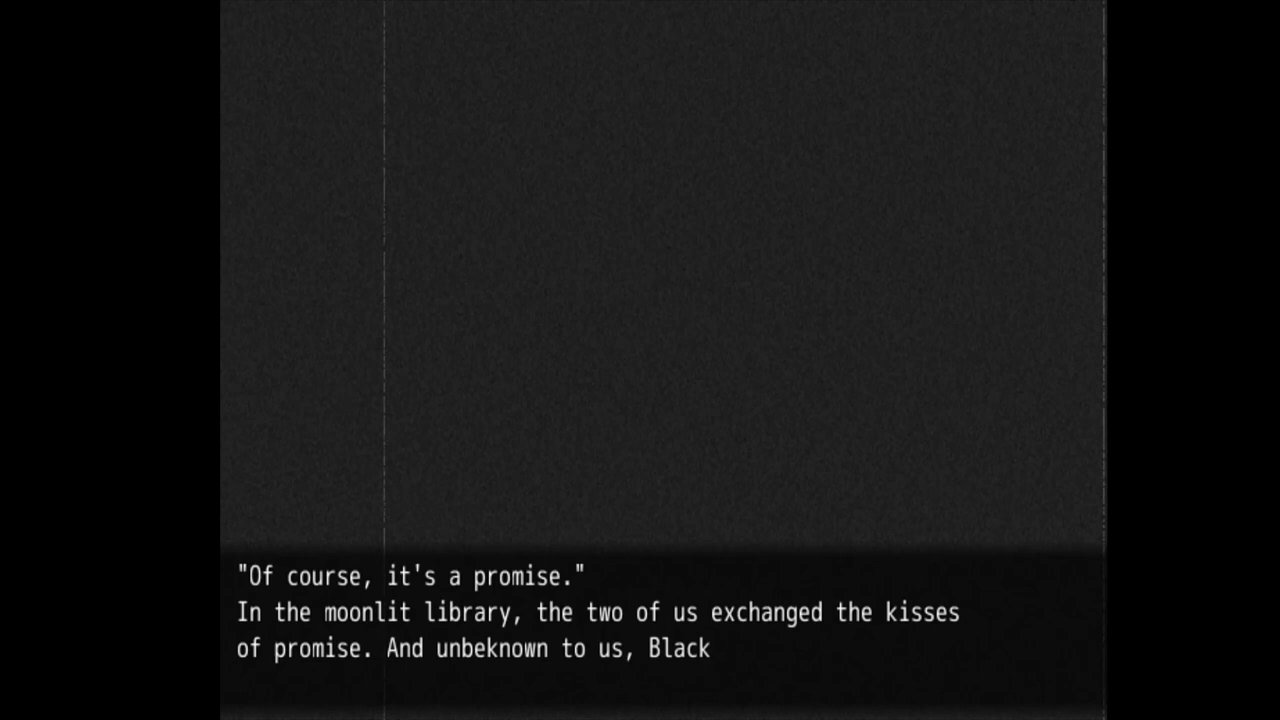 "Of course, it's a promise."
In the moonlit library, the two of us exchanged the kisses
of promise. And unbeknown to us, Black